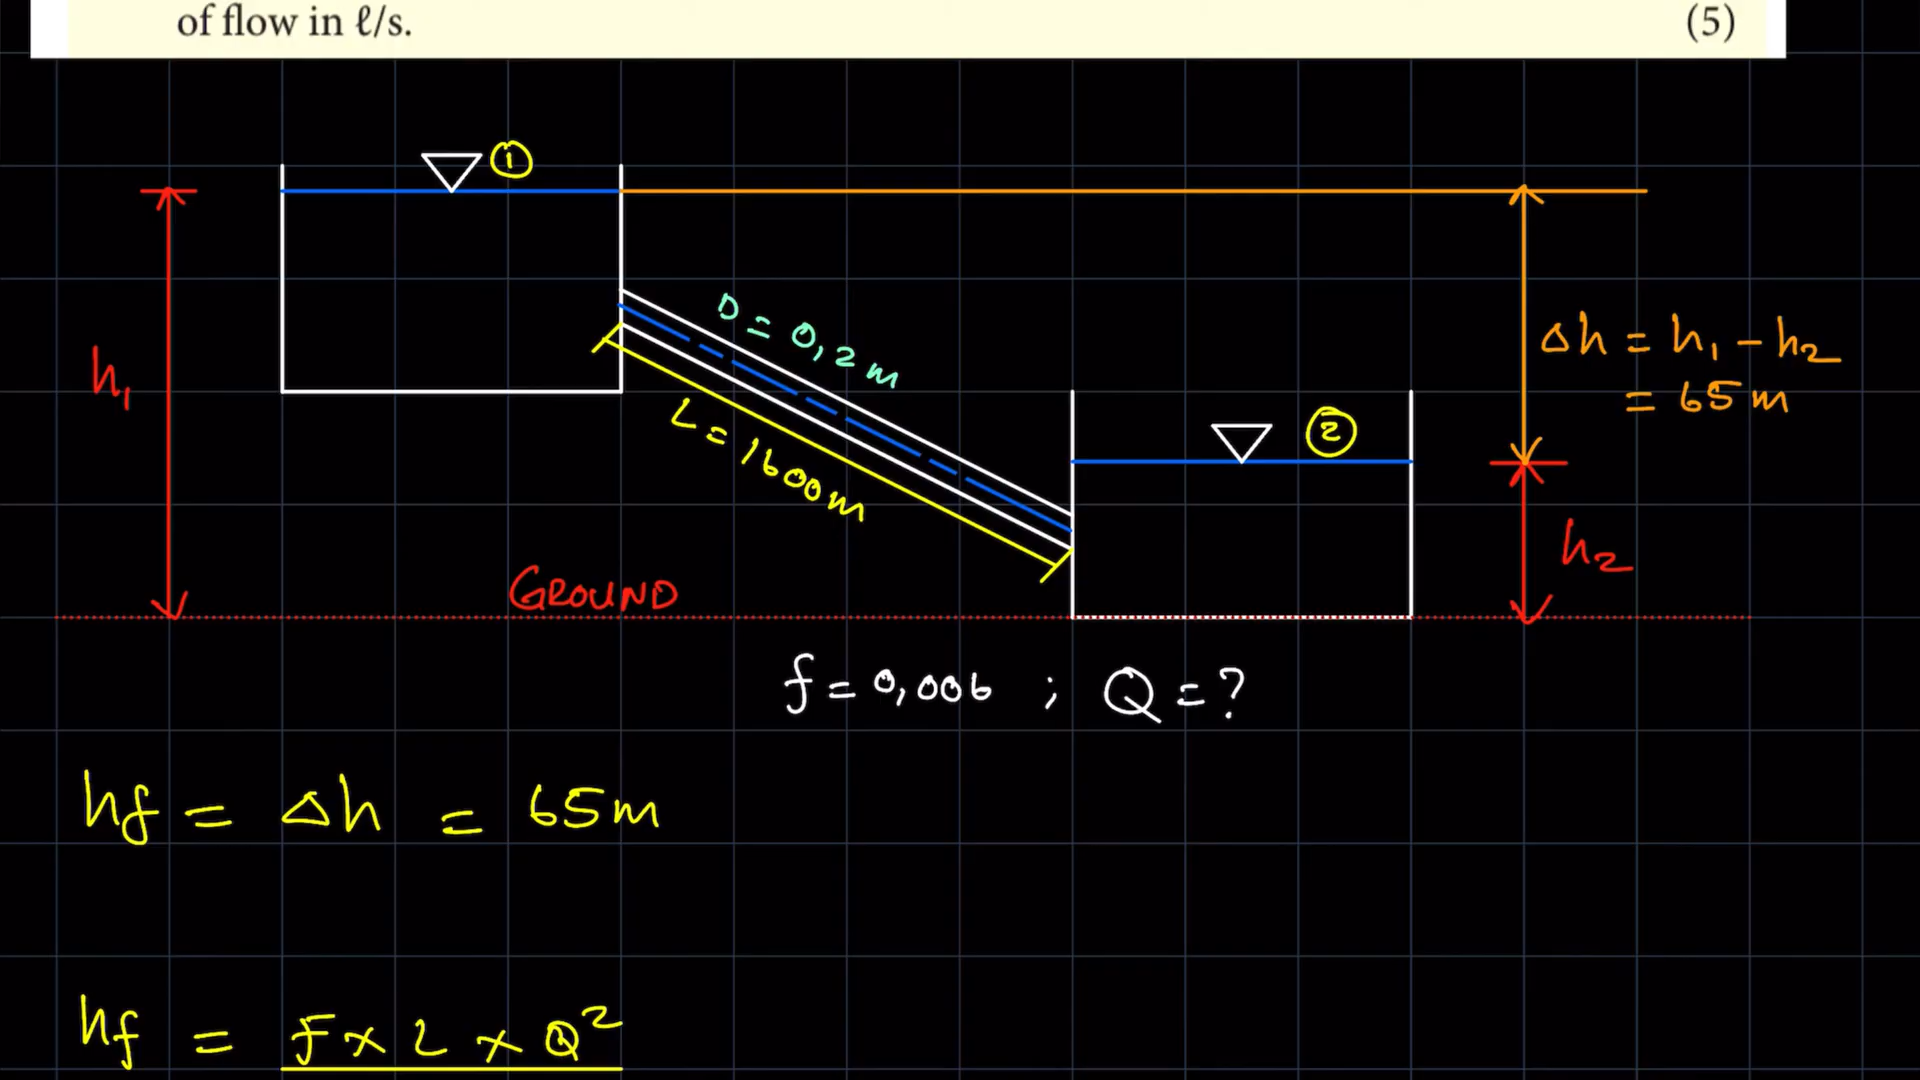 of flow in ℓ/s. (5)
①
h₁
D = 0,2 m
Δh = h₁ - h₂
= 65 m
L = 1600 m
②
h₂
GROUND
f = 0,006 ; Q = ?
hf = Δh = 65 m
hf = f × L × Q²